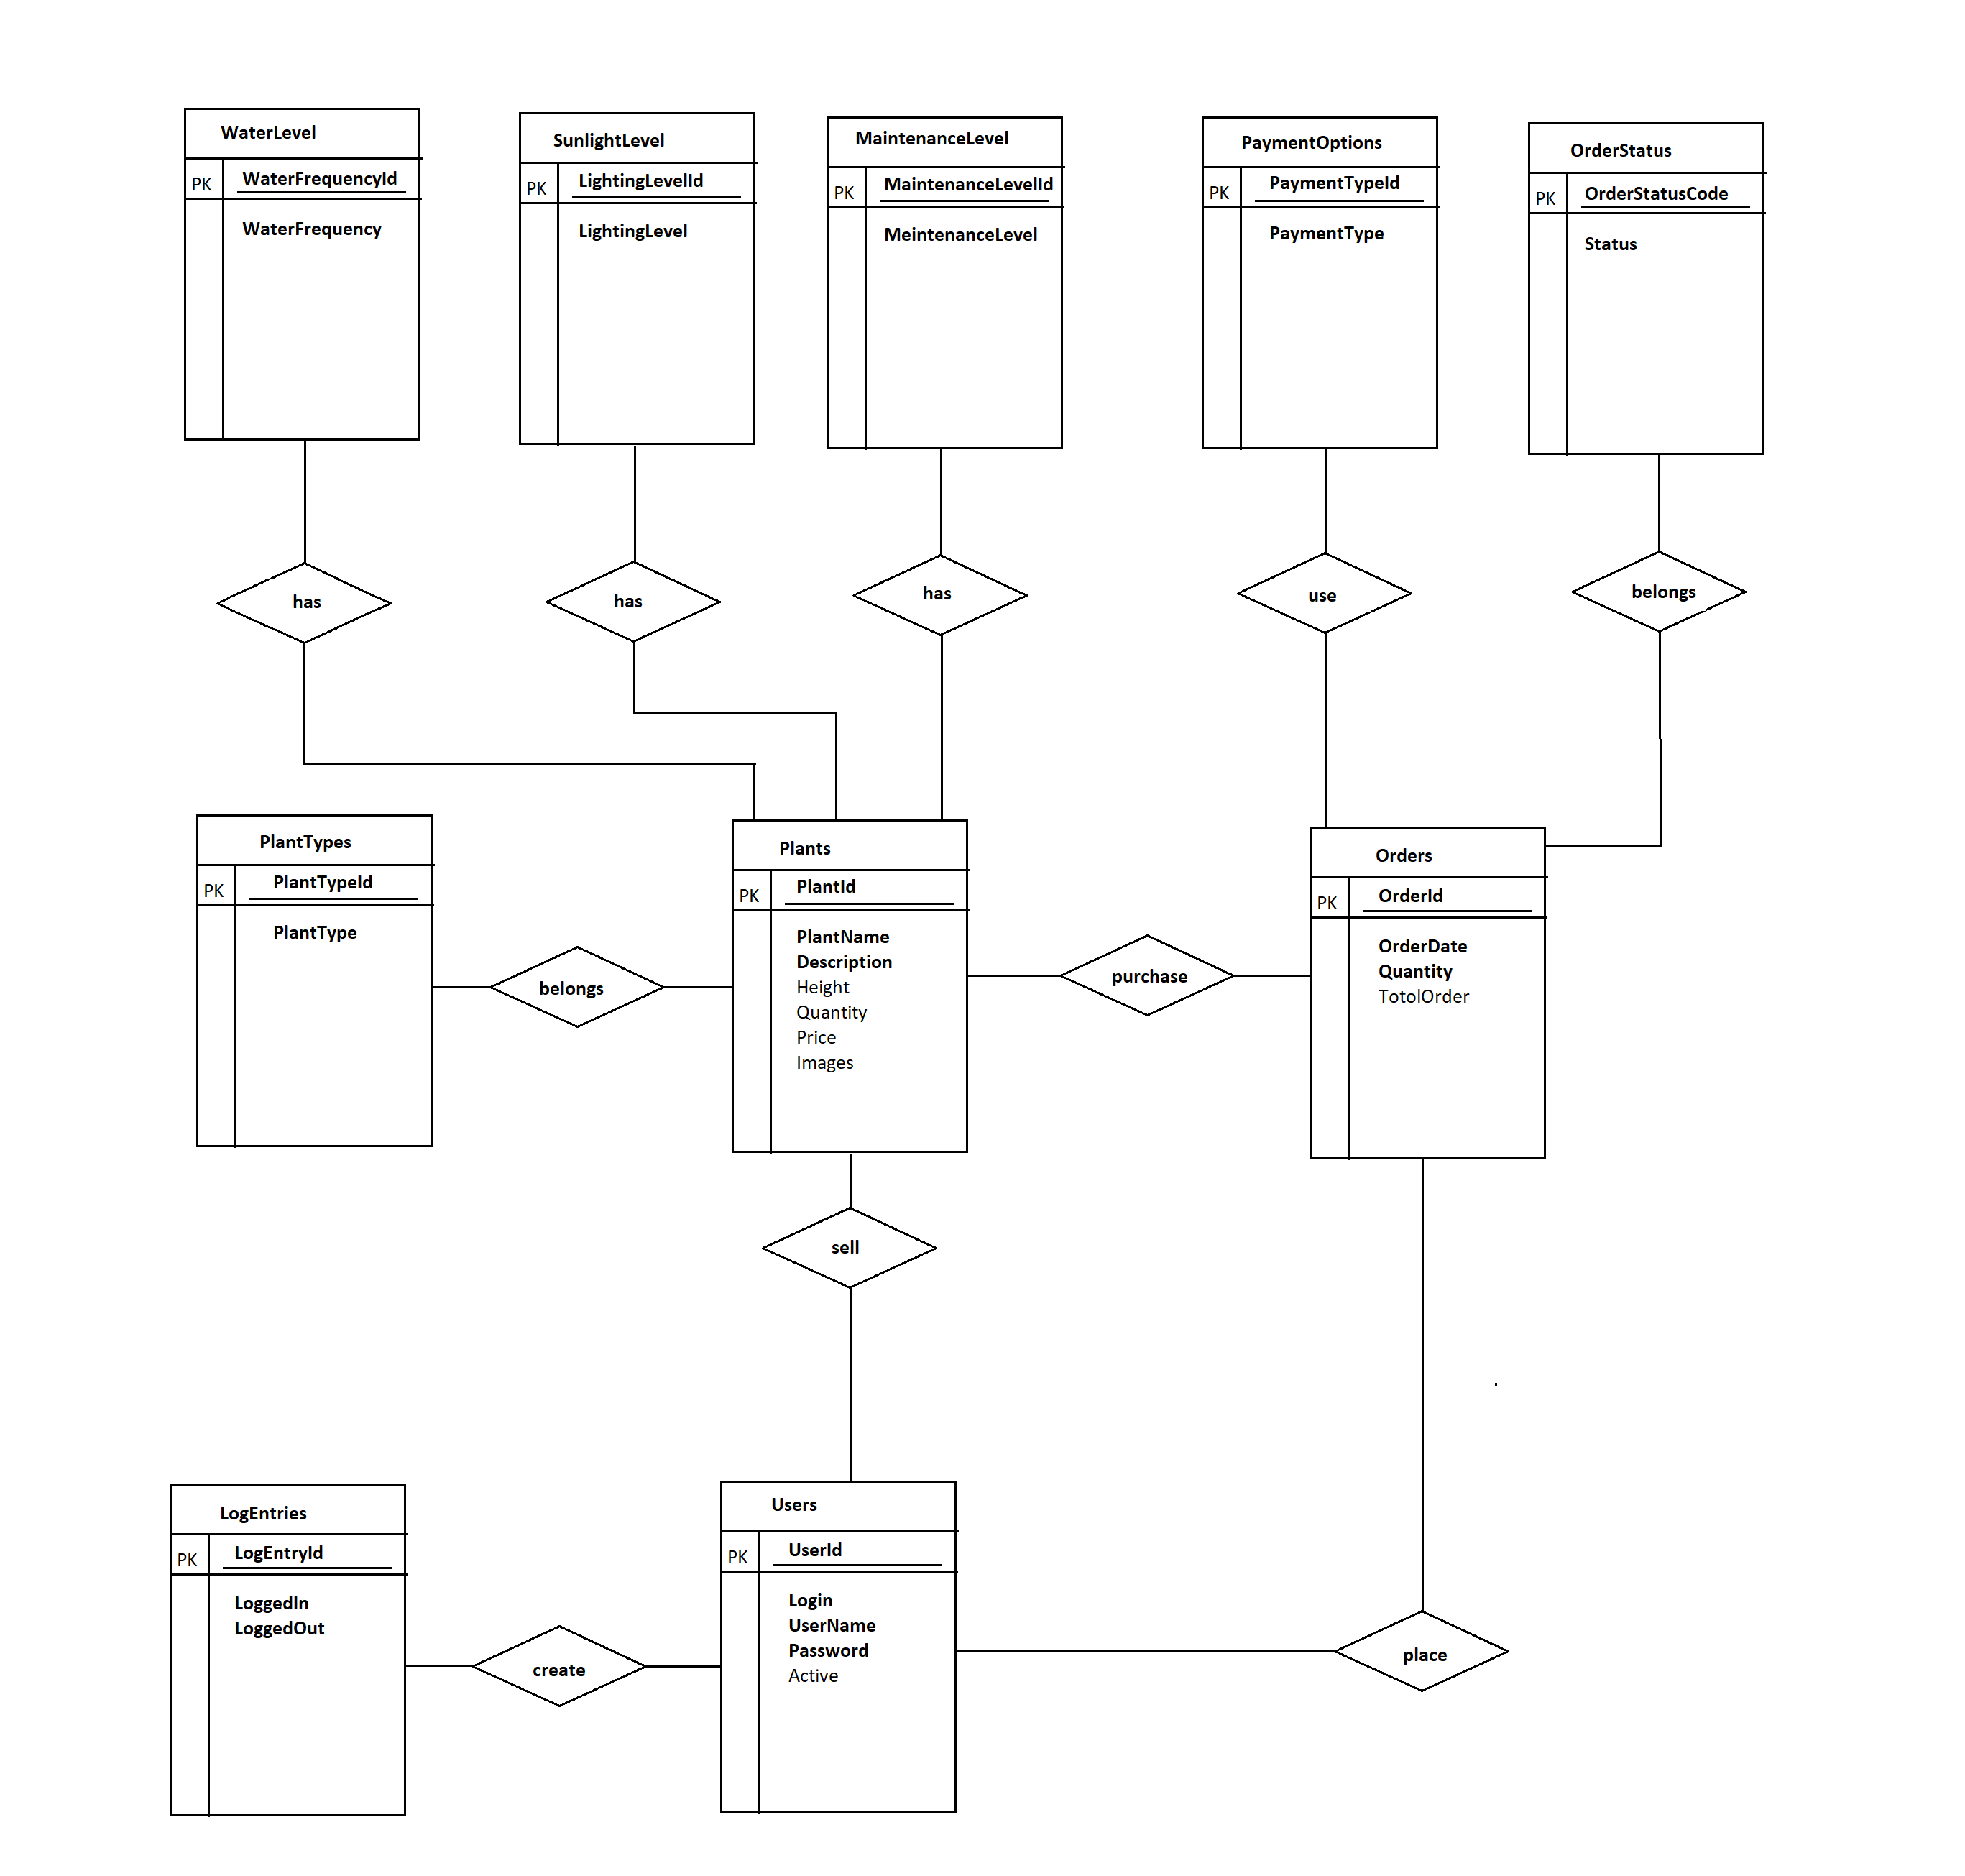 WaterLevel
PK WaterFrequencyId
WaterFrequency
SunlightLevel
PK LightingLevelId
LightingLevel
MaintenanceLevel
PK MaintenanceLevelId
MeintenanceLevel
PaymentOptions
PK PaymentTypeId
PaymentType
OrderStatus
PK OrderStatusCode
Status
has
has
has
use
belongs
PlantTypes
PK PlantTypeId
PlantType
belongs
Plants
PK PlantId
PlantName
Description
Height
Quantity
Price
Images
purchase
Orders
PK OrderId
OrderDate
Quantity
TotolOrder
sell
LogEntries
PK LogEntryId
LoggedIn
LoggedOut
create
Users
PK UserId
Login
UserName
Password
Active
place